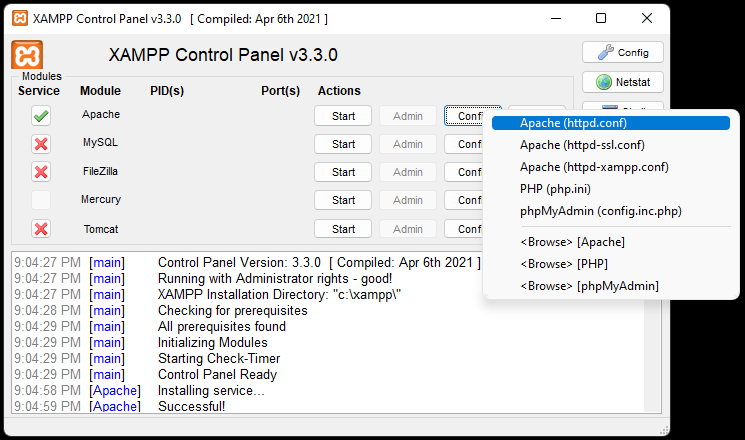 XAMPP Control Panel v3.3.0 [ Compiled: Apr 6th 2021 ]
XAMPP Control Panel v3.3.0
Config
Netstat
Modules
Service Module PID(s) Port(s) Actions
Apache Start Admin
MySQL Start Admin
FileZilla Start Admin
Mercury Start Admin
Tomcat Start Admin
Apache (httpd.conf)
Apache (httpd-ssl.conf)
Apache (httpd-xampp.conf)
PHP (php.ini)
phpMyAdmin (config.inc.php)
<Browse> [Apache]
<Browse> [PHP]
<Browse> [phpMyAdmin]
9:04:27 PM [main] Control Panel Version: 3.3.0 [ Compiled: Apr 6th 2021 ]
9:04:27 PM [main] Running with Administrator rights - good!
9:04:27 PM [main] XAMPP Installation Directory: "c:\xampp\"
9:04:28 PM [main] Checking for prerequisites
9:04:29 PM [main] All prerequisites found
9:04:29 PM [main] Initializing Modules
9:04:29 PM [main] Starting Check-Timer
9:04:29 PM [main] Control Panel Ready
9:04:58 PM [Apache] Installing service...
9:04:59 PM [Apache] Successful!